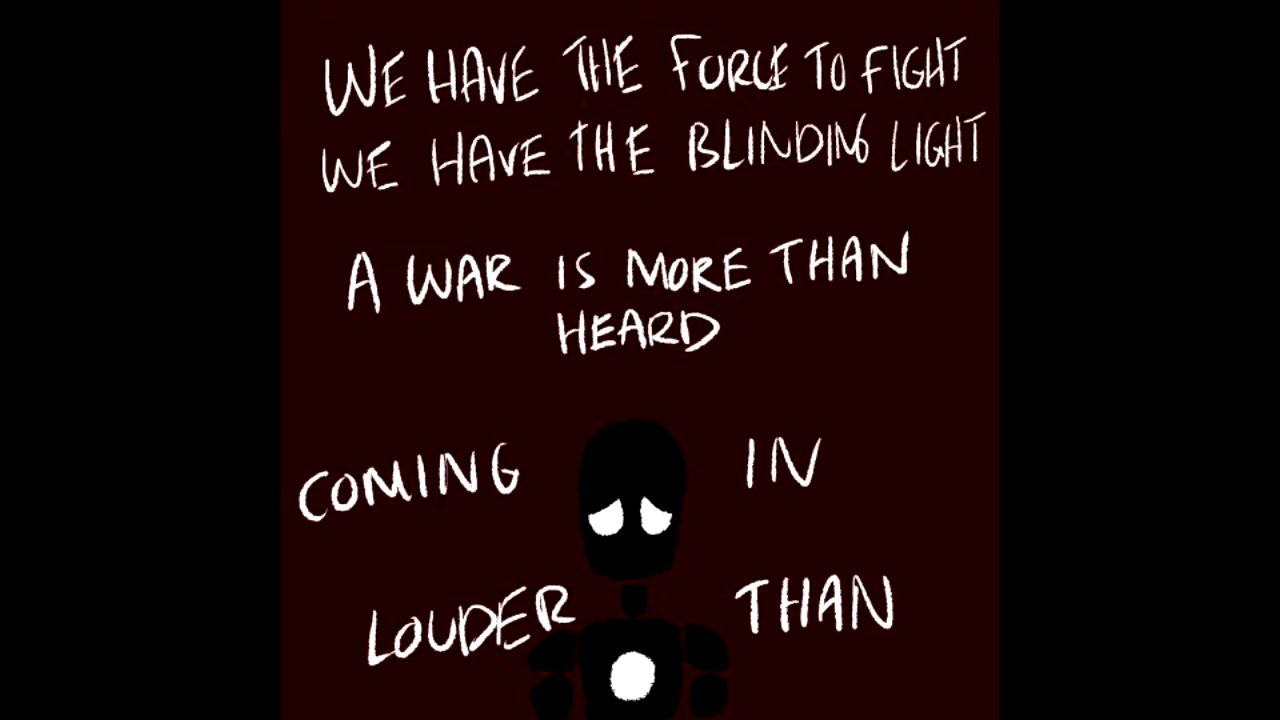 WE HAVE THE FORCE TO FIGHT
WE HAVE THE BLINDING LIGHT
A WAR IS MORE THAN
HEARD
COMING IN
LOUDER THAN